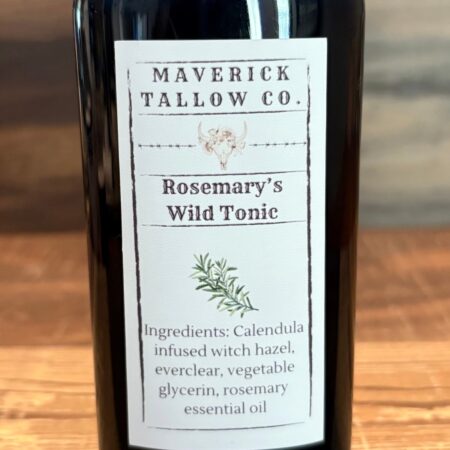 MAVERICK
TALLOW CO.
Rosemary's
Wild Tonic
Ingredients: Calendula
infused witch hazel,
everclear, vegetable
glycerin, rosemary
essential oil